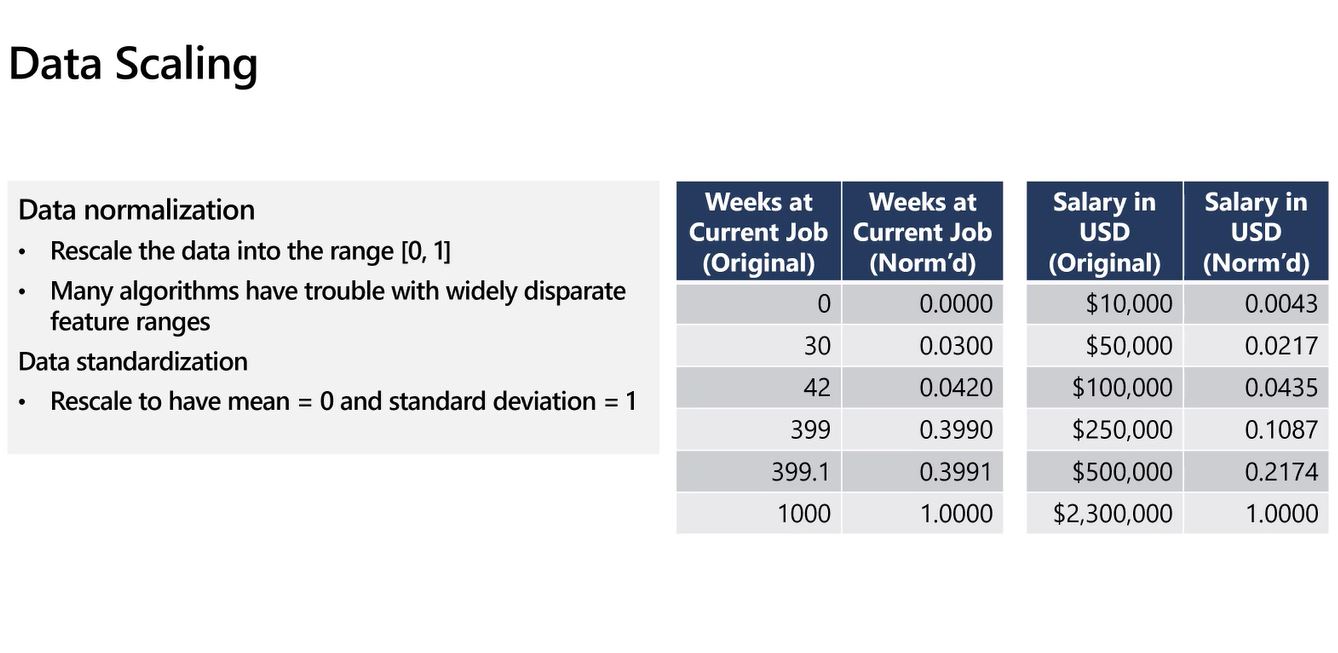 Data Scaling
Data normalization
• Rescale the data into the range [0, 1]
• Many algorithms have trouble with widely disparate
feature ranges
Data standardization
• Rescale to have mean = 0 and standard deviation = 1
Weeks at
Current Job
(Original)
Weeks at
Current Job
(Norm’d)
0 0.0000
30 0.0300
42 0.0420
399 0.3990
399.1 0.3991
1000 1.0000
Salary in
USD
(Original)
Salary in
USD
(Norm’d)
$10,000 0.0043
$50,000 0.0217
$100,000 0.0435
$250,000 0.1087
$500,000 0.2174
$2,300,000 1.0000